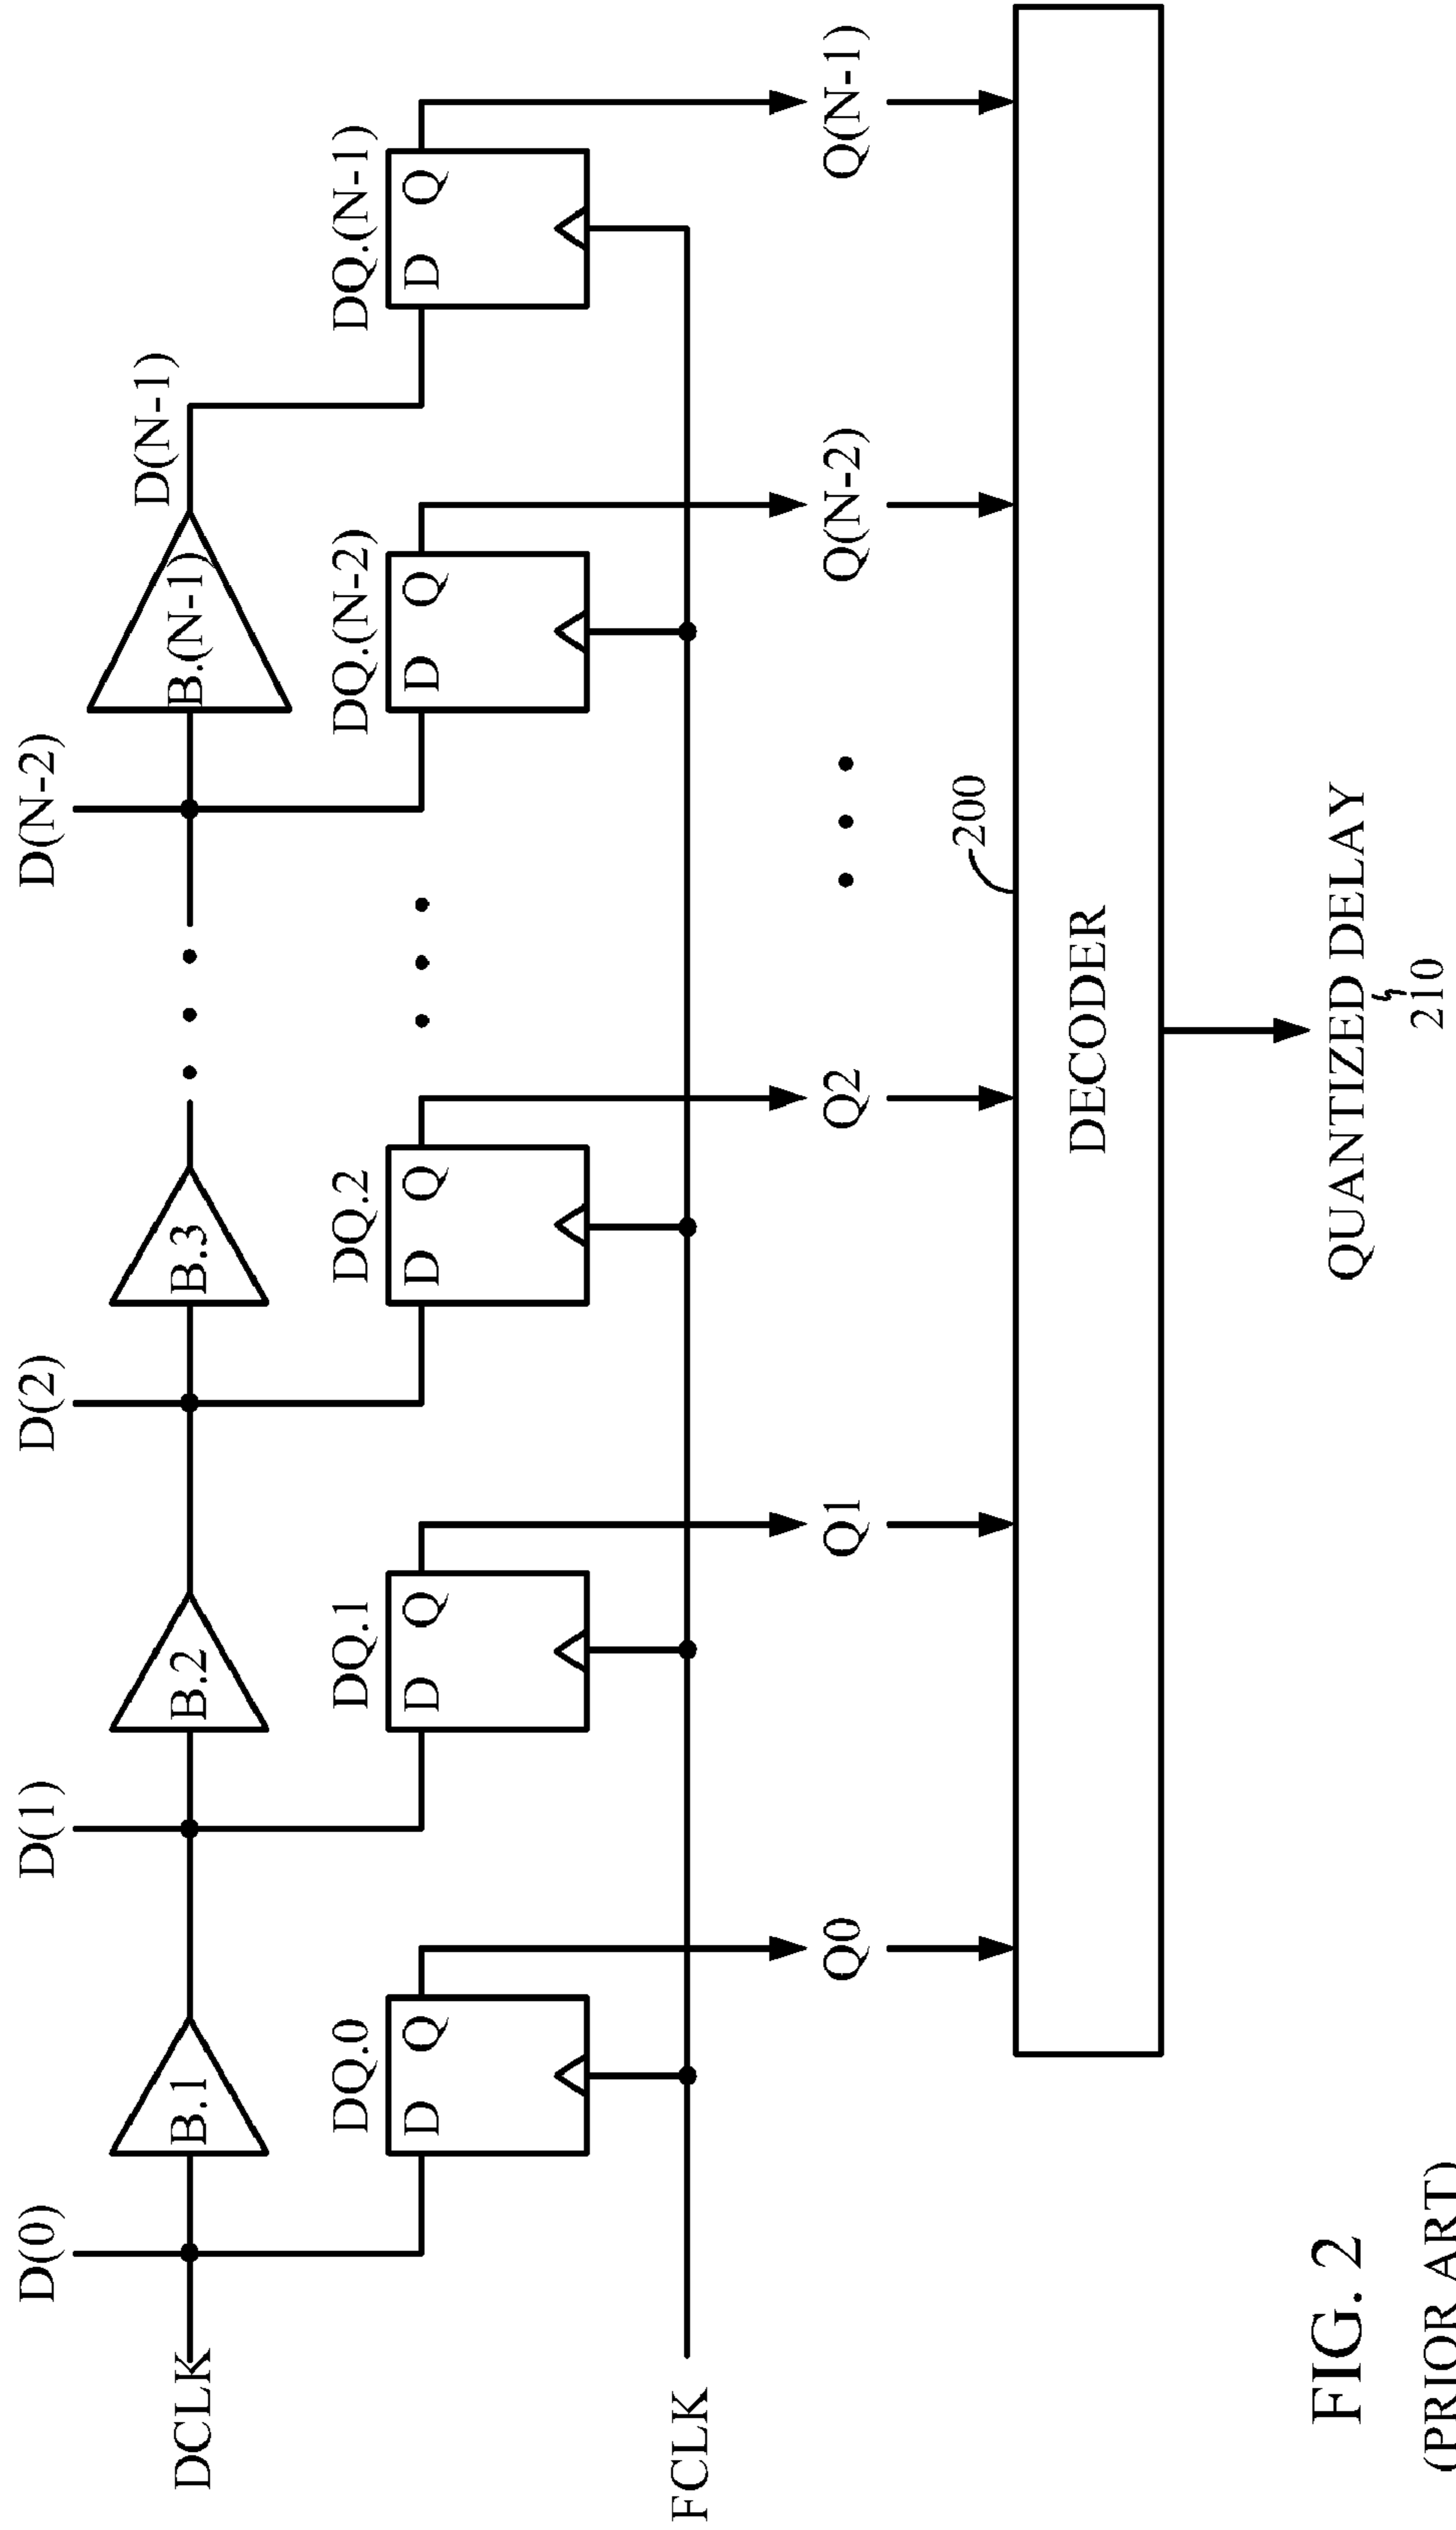 D(0) D(1) D(2) D(N-2)
DCLK B.1 B.2 B.3 B.(N-1) D(N-1)
DQ.0 DQ.1 DQ.2 DQ.(N-2) DQ.(N-1)
D Q D Q D Q D Q D Q
FCLK
Q0 Q1 Q2 Q(N-2) Q(N-1)
200
DECODER
QUANTIZED DELAY
210
FIG. 2
(PRIOR ART)